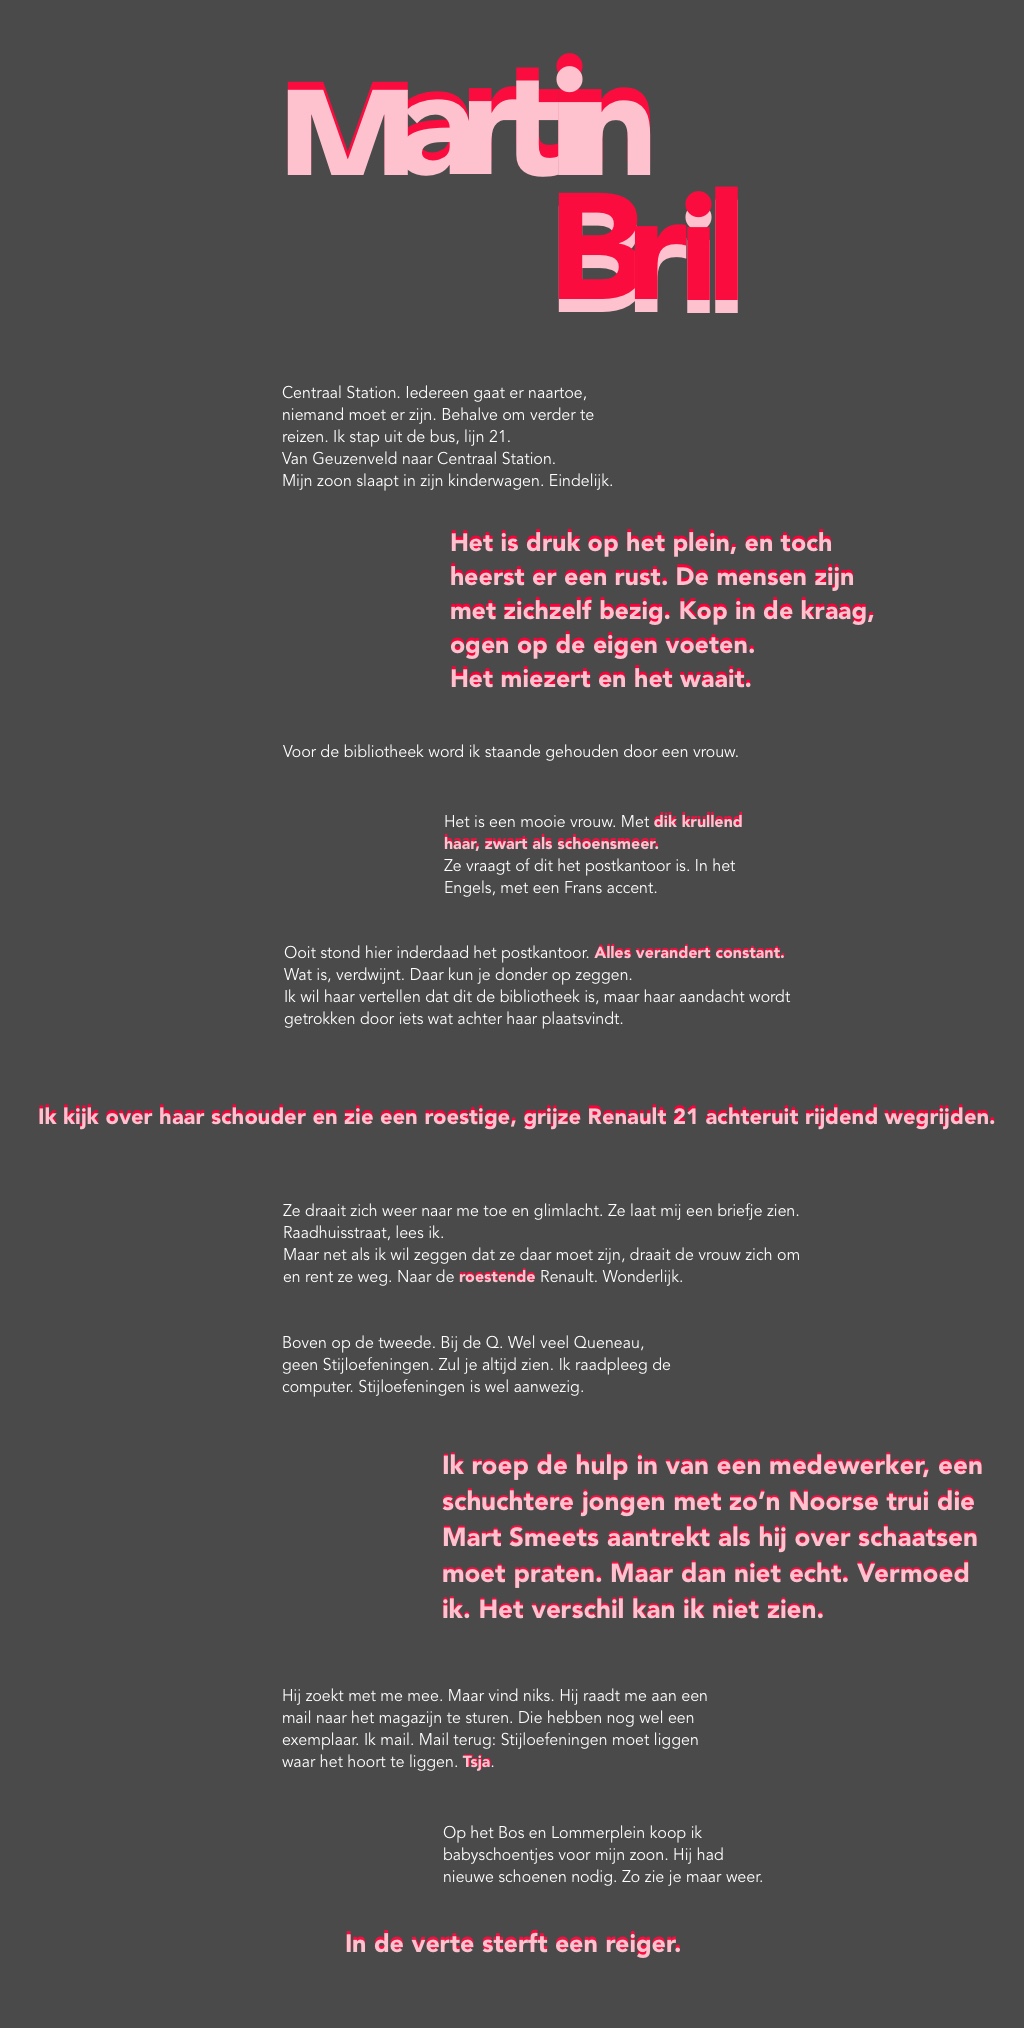 Martin
Bril
Centraal Station. Iedereen gaat er naartoe,
niemand moet er zijn. Behalve om verder te
reizen. Ik stap uit de bus, lijn 21.
Van Geuzenveld naar Centraal Station.
Mijn zoon slaapt in zijn kinderwagen. Eindelijk.
Het is druk op het plein, en toch
heerst er een rust. De mensen zijn
met zichzelf bezig. Kop in de kraag,
ogen op de eigen voeten.
Het miezert en het waait.
Voor de bibliotheek word ik staande gehouden door een vrouw.
Het is een mooie vrouw. Met dik krullend
haar, zwart als schoensmeer.
Ze vraagt of dit het postkantoor is. In het
Engels, met een Frans accent.
Ooit stond hier inderdaad het postkantoor. Alles verandert constant.
Wat is, verdwijnt. Daar kun je donder op zeggen.
Ik wil haar vertellen dat dit de bibliotheek is, maar haar aandacht wordt
getrokken door iets wat achter haar plaatsvindt.
Ik kijk over haar schouder en zie een roestige, grijze Renault 21 achteruit rijdend wegrijden.
Ze draait zich weer naar me toe en glimlacht. Ze laat mij een briefje zien.
Raadhuisstraat, lees ik.
Maar net als ik wil zeggen dat ze daar moet zijn, draait de vrouw zich om
en rent ze weg. Naar de roestende Renault. Wonderlijk.
Boven op de tweede. Bij de Q. Wel veel Queneau,
geen Stijloefeningen. Zul je altijd zien. Ik raadpleeg de
computer. Stijloefeningen is wel aanwezig.
Ik roep de hulp in van een medewerker, een
schuchtere jongen met zo’n Noorse trui die
Mart Smeets aantrekt als hij over schaatsen
moet praten. Maar dan niet echt. Vermoed
ik. Het verschil kan ik niet zien.
Hij zoekt met me mee. Maar vind niks. Hij raadt me aan een
mail naar het magazijn te sturen. Die hebben nog wel een
exemplaar. Ik mail. Mail terug: Stijloefeningen moet liggen
waar het hoort te liggen. Tsja.
Op het Bos en Lommerplein koop ik
babyschoentjes voor mijn zoon. Hij had
nieuwe schoenen nodig. Zo zie je maar weer.
In de verte sterft een reiger.